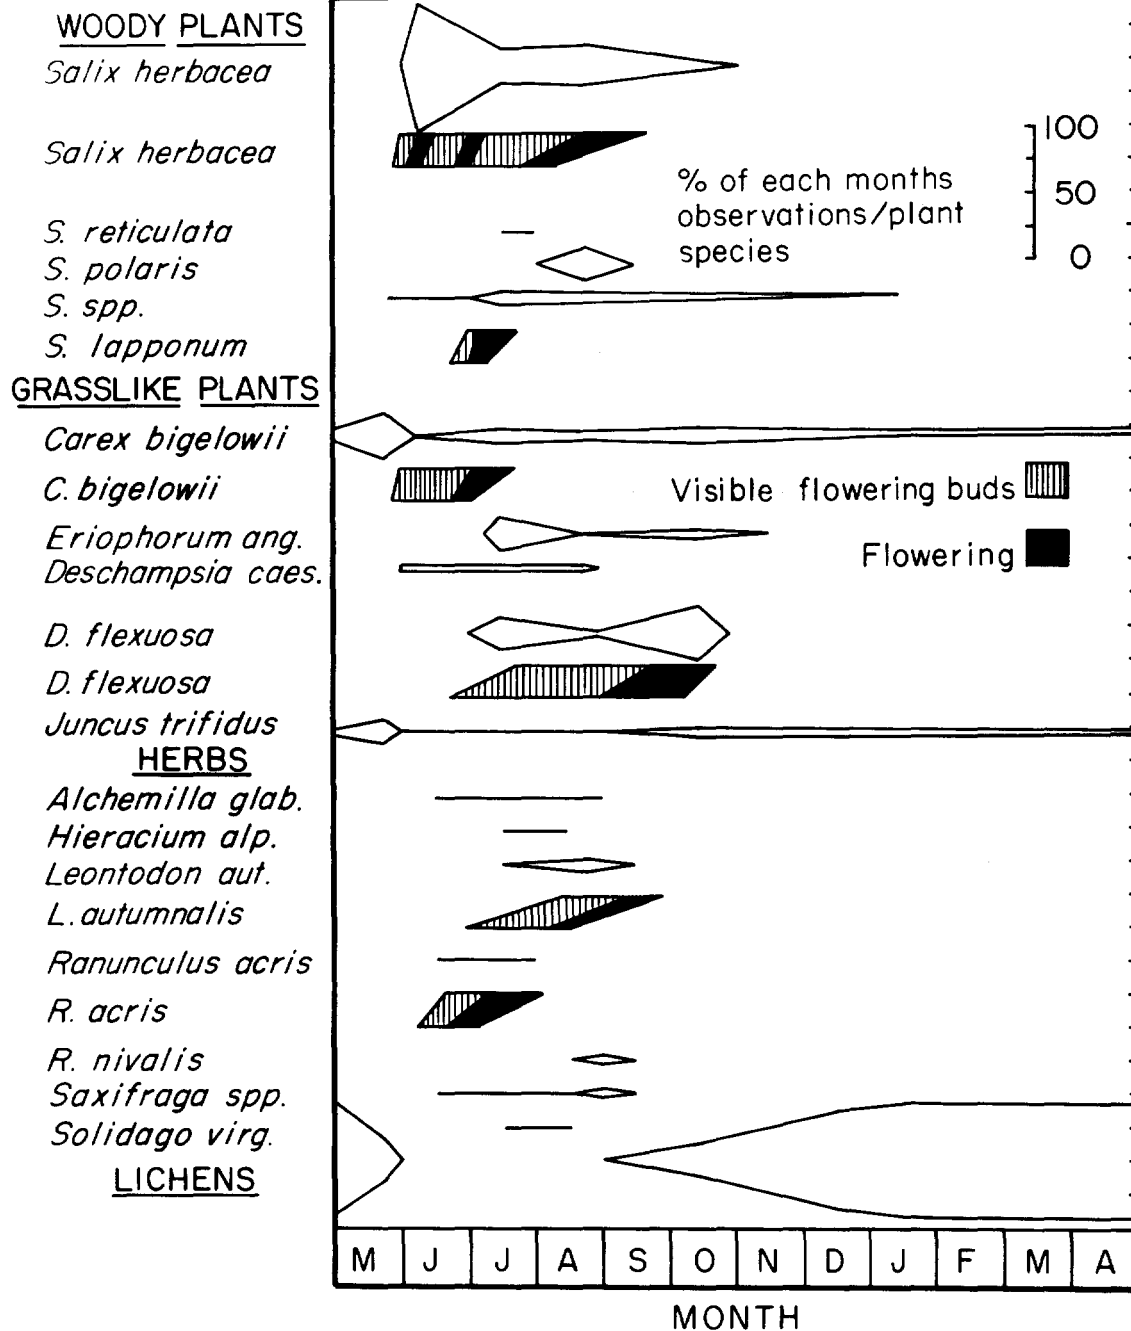 WOODY PLANTS
Salix herbacea
Salix herbacea
S. reticulata
S. polaris
S. spp.
S. lapponum
GRASSLIKE PLANTS
Carex bigelowii
C. bigelowii
Eriophorum ang.
Deschampsia caes.
D. flexuosa
D. flexuosa
Juncus trifidus
HERBS
Alchemilla glab.
Hieracium alp.
Leontodon aut.
L. autumnalis
Ranunculus acris
R. acris
R. nivalis
Saxifraga spp.
Solidago virg.
LICHENS
% of each months
observations/plant
species
100
50
0
Visible flowering buds
Flowering
M J J A S O N D J F M A
MONTH